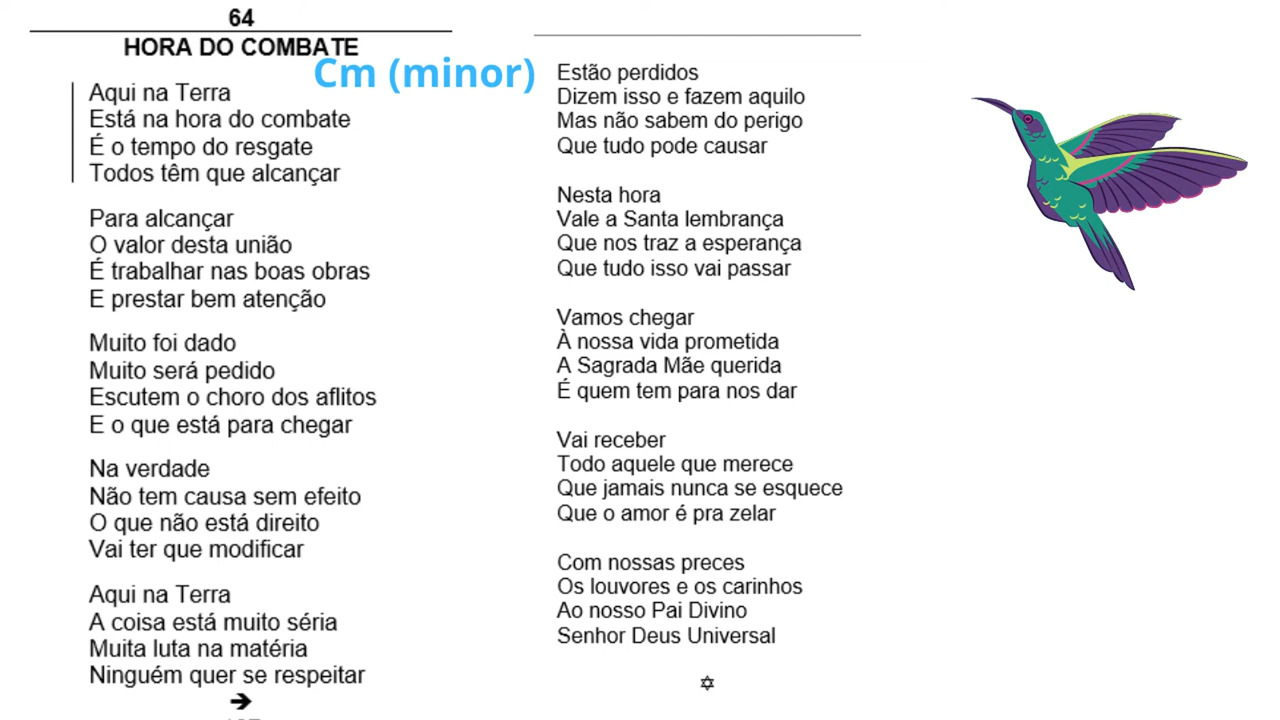 64
HORA DO COMBATE
Cm (minor)
Aqui na Terra
Está na hora do combate
É o tempo do resgate
Todos têm que alcançar
Para alcançar
O valor desta união
É trabalhar nas boas obras
E prestar bem atenção
Muito foi dado
Muito será pedido
Escutem o choro dos aflitos
E o que está para chegar
Na verdade
Não tem causa sem efeito
O que não está direito
Vai ter que modificar
Aqui na Terra
A coisa está muito séria
Muita luta na matéria
Ninguém quer se respeitar
Estão perdidos
Dizem isso e fazem aquilo
Mas não sabem do perigo
Que tudo pode causar
Nesta hora
Vale a Santa lembrança
Que nos traz a esperança
Que tudo isso vai passar
Vamos chegar
À nossa vida prometida
A Sagrada Mãe querida
É quem tem para nos dar
Vai receber
Todo aquele que merece
Que jamais nunca se esquece
Que o amor é pra zelar
Com nossas preces
Os louvores e os carinhos
Ao nosso Pai Divino
Senhor Deus Universal